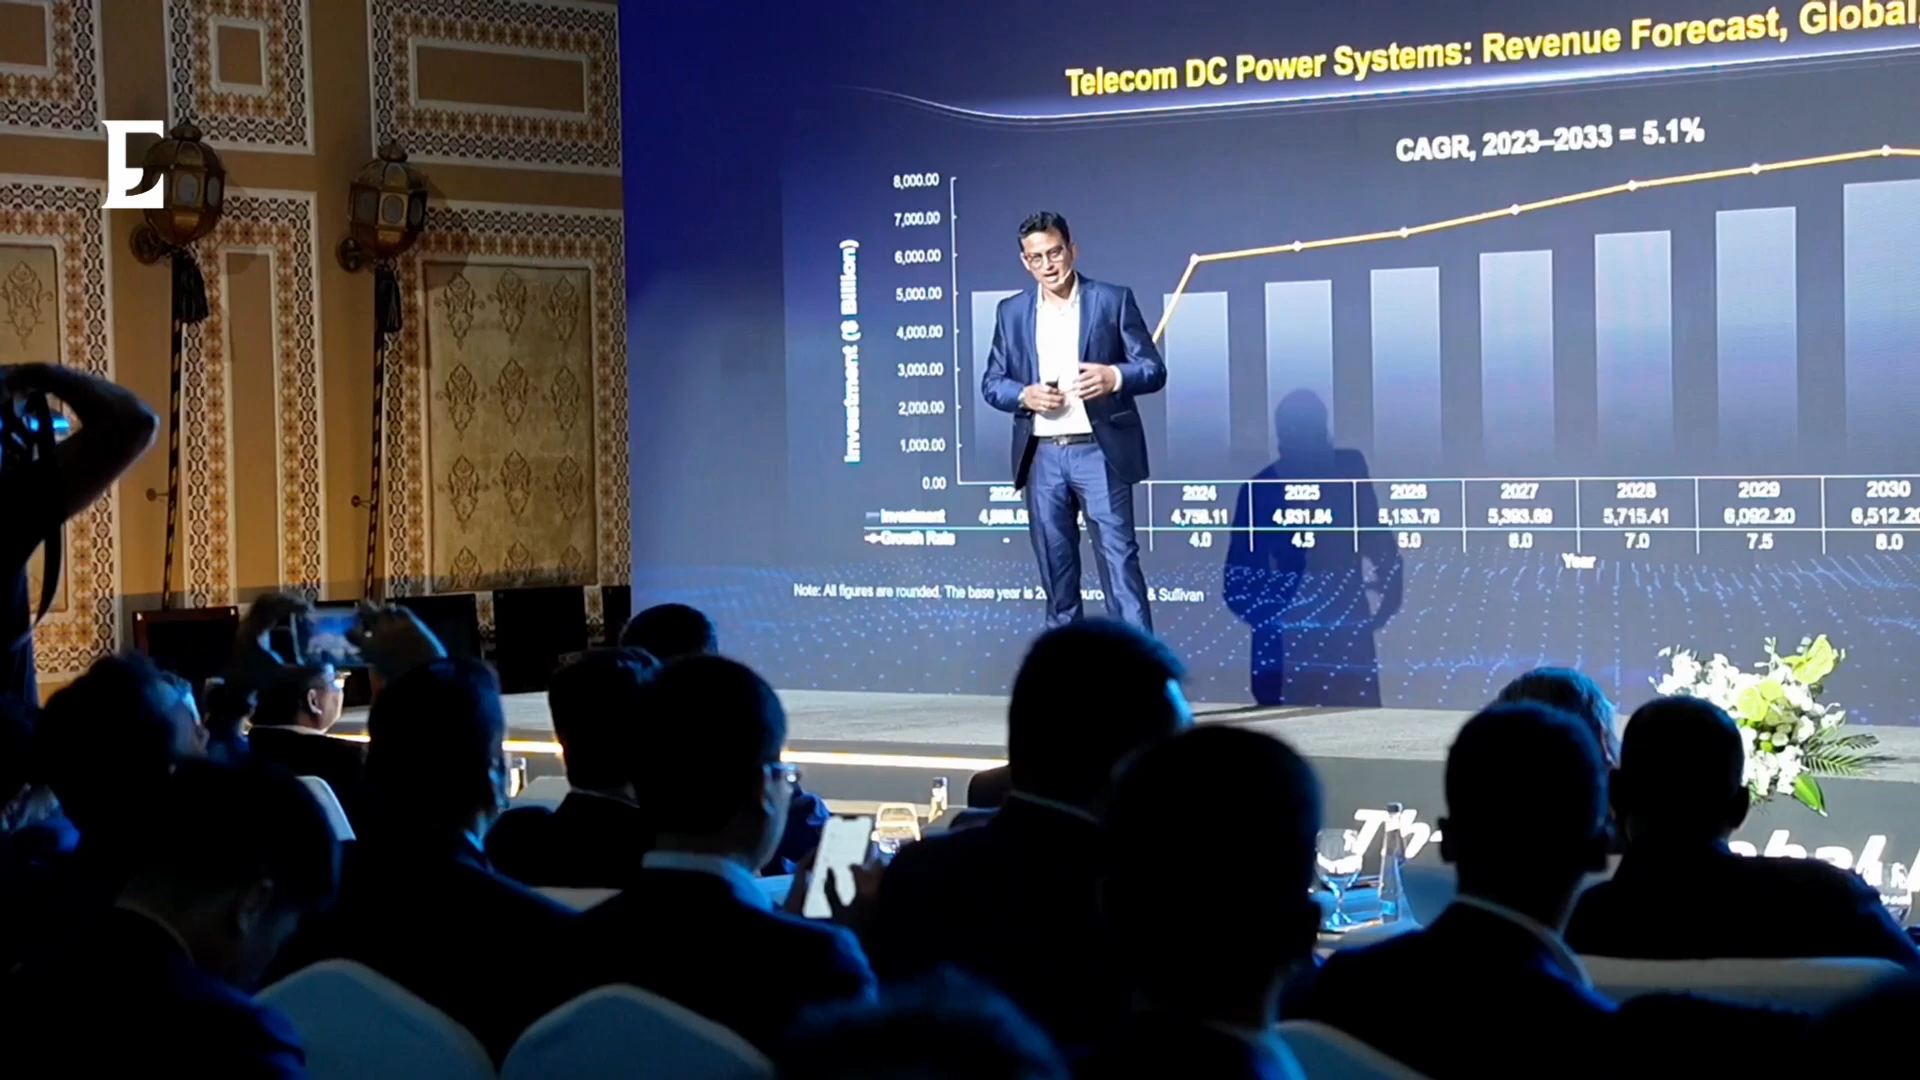 E
Telecom DC Power Systems: Revenue Forecast, Global,
CAGR, 2023–2033 = 5.1%
Investment ($ Billion)
8,000.00
7,000.00
6,000.00
5,000.00
4,000.00
3,000.00
2,000.00
1,000.00
0.00
2024 2025 2026 2027 2028 2029 2030
Investment 4,758.11 4,931.84 5,133.79 5,393.69 5,715.41 6,092.20 6,512.20
Growth Rate - 4.0 4.5 5.0 6.0 7.0 7.5 8.0
Year
Note: All figures are rounded. The base year is & Sullivan